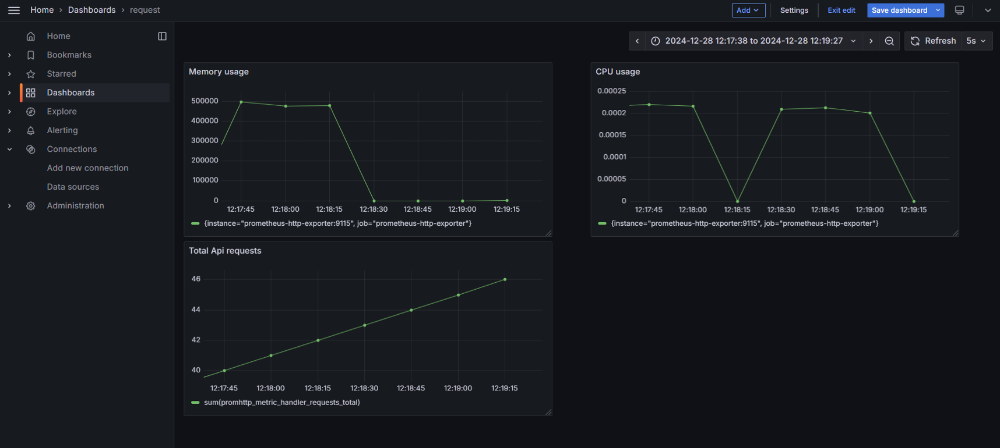 Home › Dashboards › request
Add Settings Exit edit Save dashboard
Home
Bookmarks
Starred
Dashboards
Explore
Alerting
Connections
Add new connection
Data sources
Administration
2024-12-28 12:17:38 to 2024-12-28 12:19:27 Refresh 5s
Memory usage
500000
400000
300000
200000
100000
0
12:17:45 12:18:00 12:18:15 12:18:30 12:18:45 12:19:00 12:19:15
{instance="prometheus-http-exporter:9115", job="prometheus-http-exporter"}
CPU usage
0.00025
0.0002
0.00015
0.0001
0.00005
0
12:17:45 12:18:00 12:18:15 12:18:30 12:18:45 12:19:00 12:19:15
{instance="prometheus-http-exporter:9115", job="prometheus-http-exporter"}
Total Api requests
46
44
42
40
12:17:45 12:18:00 12:18:15 12:18:30 12:18:45 12:19:00 12:19:15
sum(promhttp_metric_handler_requests_total)